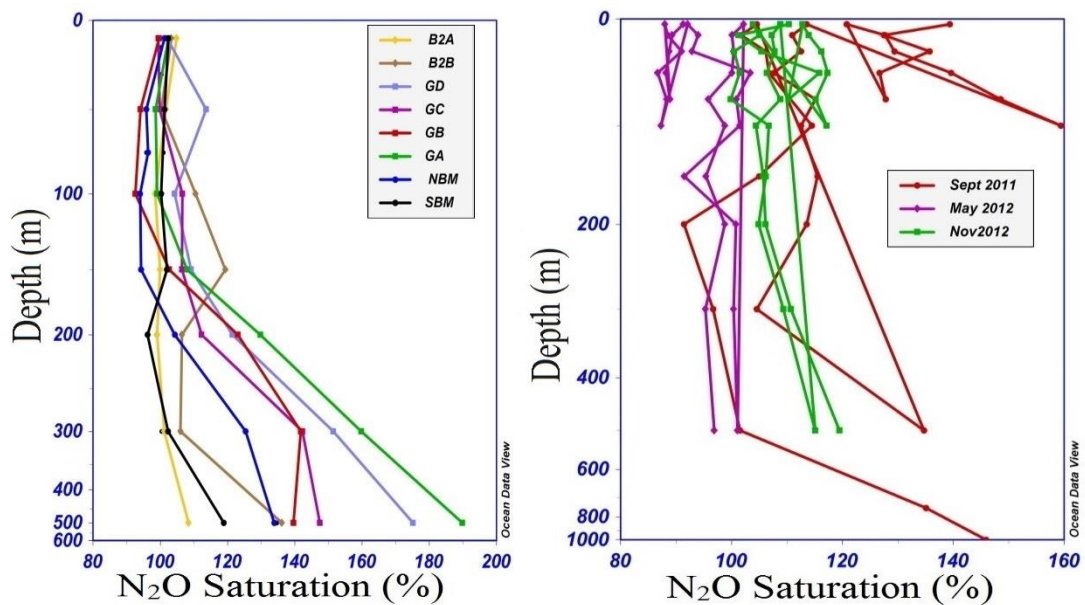 0
100
200
300
400
500
600
80 100 120 140 160 180 200
Depth (m)
N₂O Saturation (%)
B2A
B2B
GD
GC
GB
GA
NBM
SBM
Ocean Data View
0
200
400
600
800
1000
80 100 120 140 160
Depth (m)
N₂O Saturation (%)
Sept 2011
May 2012
Nov2012
Ocean Data View